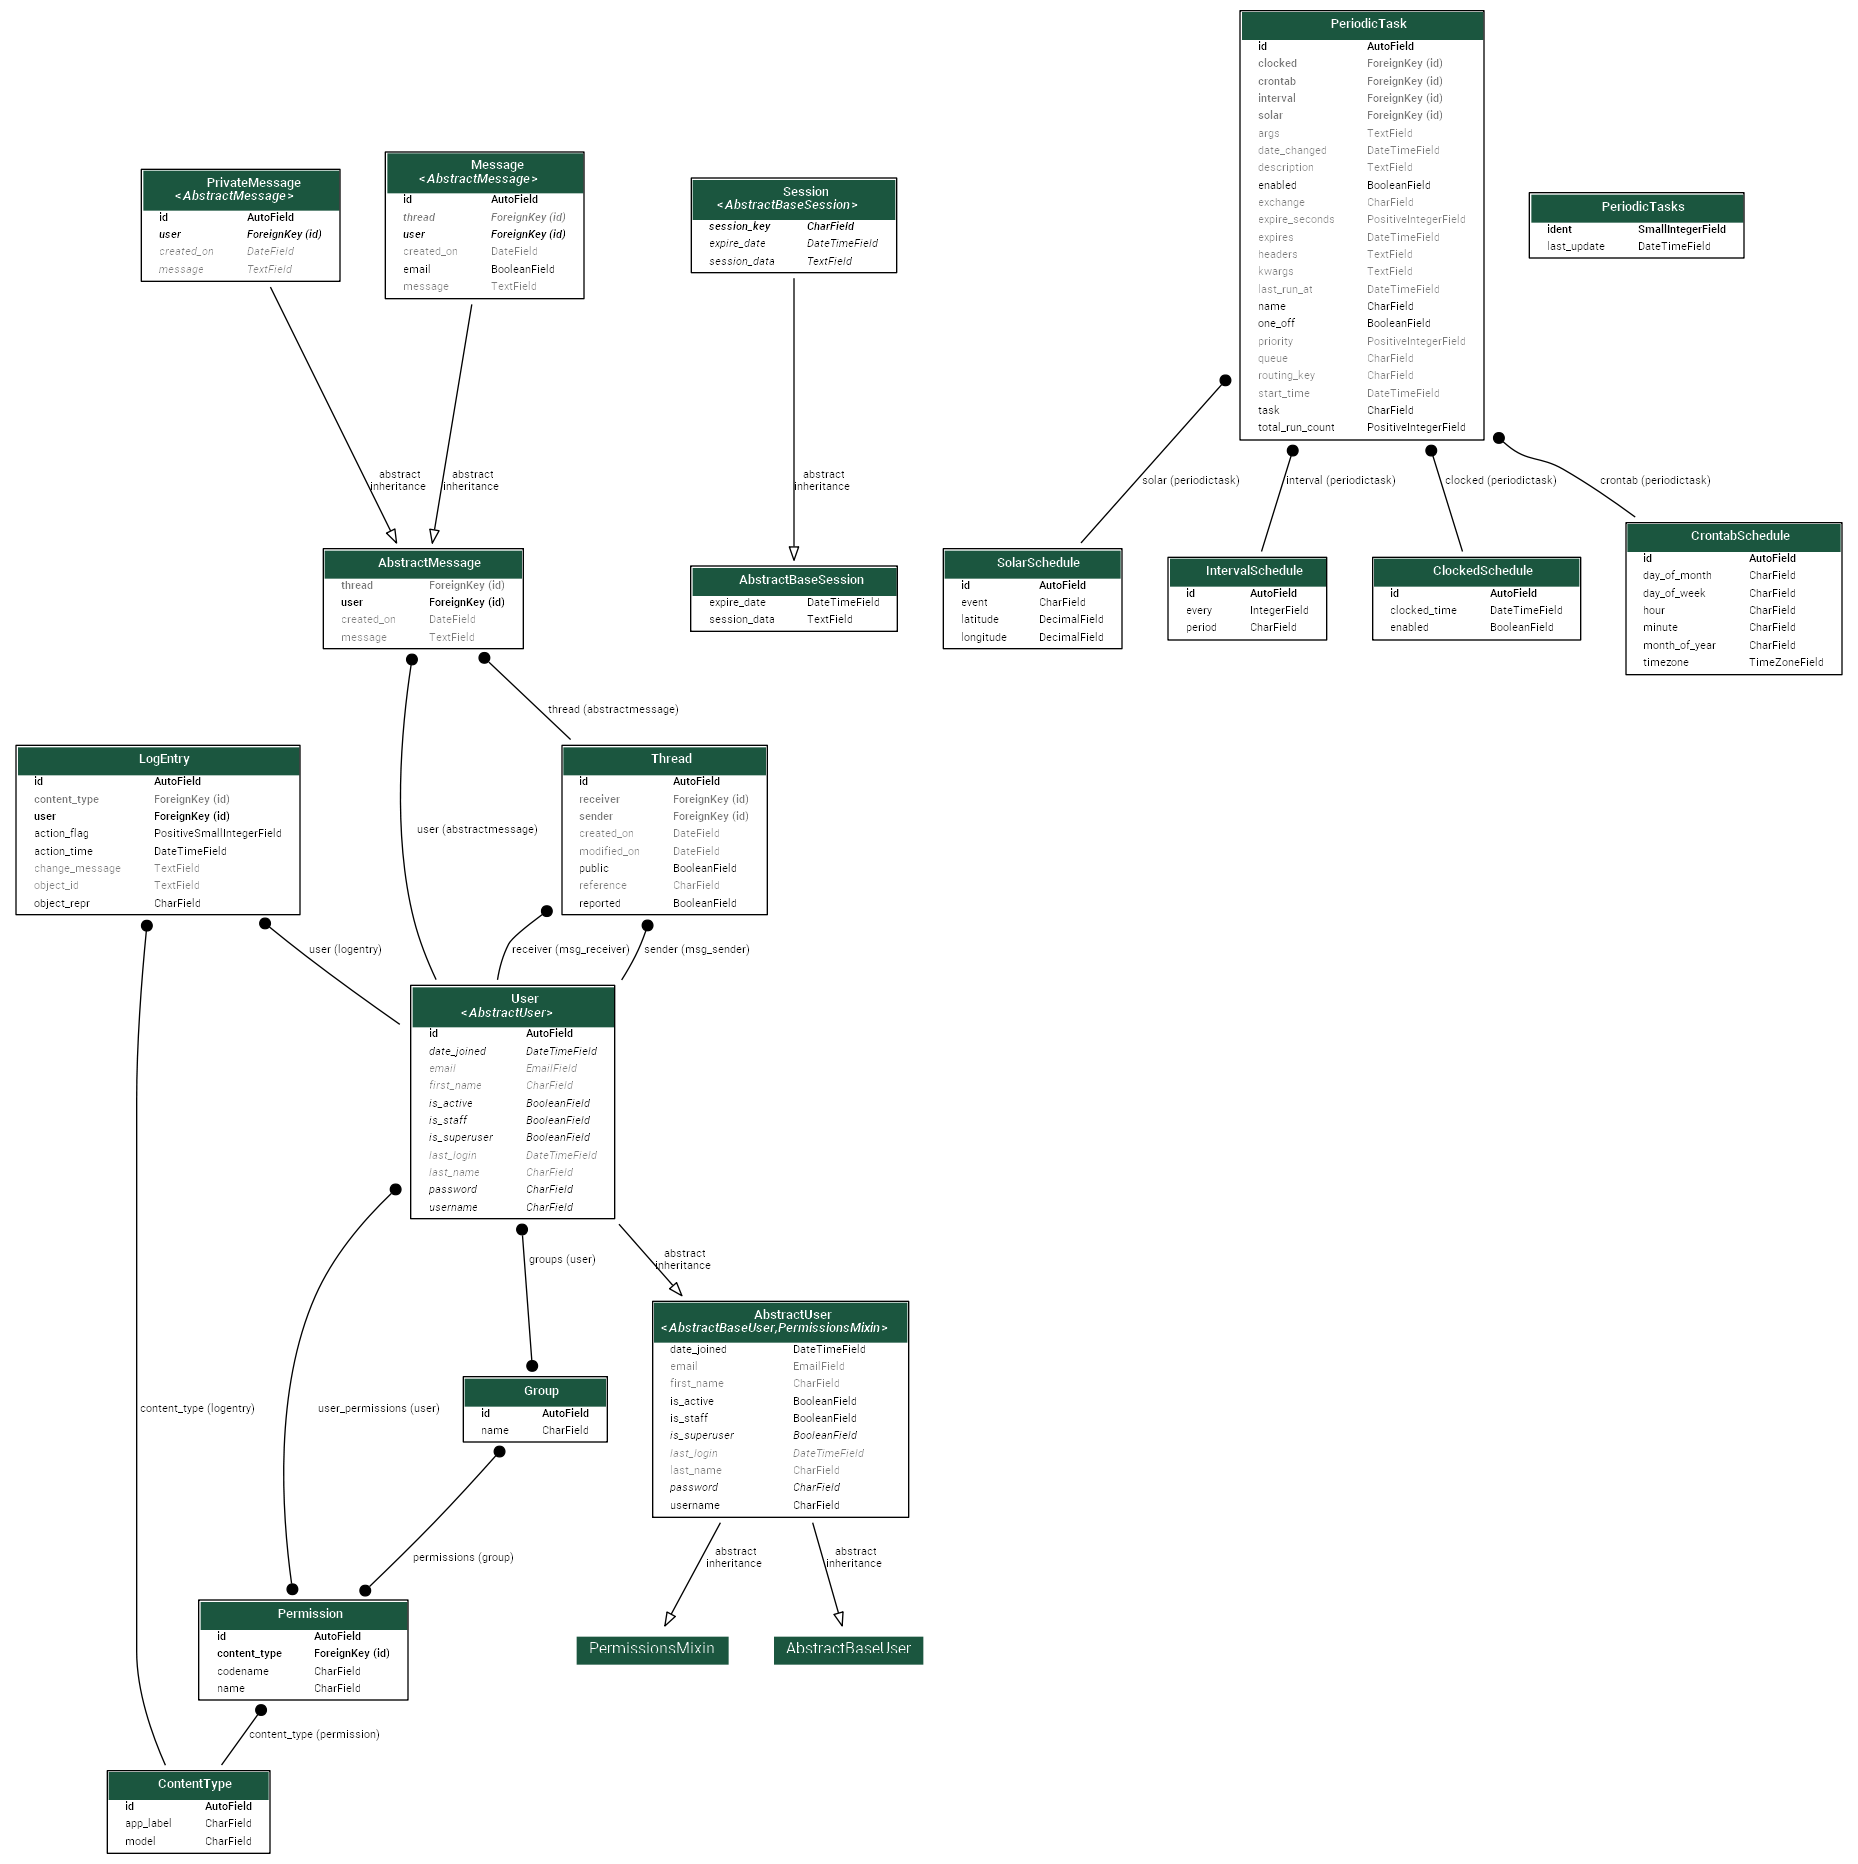 PeriodicTask
id AutoField
clocked ForeignKey (id)
crontab ForeignKey (id)
interval ForeignKey (id)
solar ForeignKey (id)
args TextField
date_changed DateTimeField
description TextField
enabled BooleanField
exchange CharField
expire_seconds PositiveIntegerField
expires DateTimeField
headers TextField
kwargs TextField
last_run_at DateTimeField
name CharField
one_off BooleanField
priority PositiveIntegerField
queue CharField
routing_key CharField
start_time DateTimeField
task CharField
total_run_count PositiveIntegerField
PrivateMessage
<AbstractMessage>
id AutoField
user ForeignKey (id)
created_on DateField
message TextField
Message
<AbstractMessage>
id AutoField
thread ForeignKey (id)
user ForeignKey (id)
created_on DateField
email BooleanField
message TextField
Session
<AbstractBaseSession>
session_key CharField
expire_date DateTimeField
session_data TextField
PeriodicTasks
ident SmallIntegerField
last_update DateTimeField
abstract
inheritance
abstract
inheritance
abstract
inheritance
solar (periodictask)
interval (periodictask)
clocked (periodictask)
crontab (periodictask)
AbstractMessage
thread ForeignKey (id)
user ForeignKey (id)
created_on DateField
message TextField
AbstractBaseSession
expire_date DateTimeField
session_data TextField
SolarSchedule
id AutoField
event CharField
latitude DecimalField
longitude DecimalField
IntervalSchedule
id AutoField
every IntegerField
period CharField
ClockedSchedule
id AutoField
clocked_time DateTimeField
enabled BooleanField
CrontabSchedule
id AutoField
day_of_month CharField
day_of_week CharField
hour CharField
minute CharField
month_of_year CharField
timezone TimeZoneField
thread (abstractmessage)
LogEntry
id AutoField
content_type ForeignKey (id)
user ForeignKey (id)
action_flag PositiveSmallIntegerField
action_time DateTimeField
change_message TextField
object_id TextField
object_repr CharField
user (abstractmessage)
Thread
id AutoField
receiver ForeignKey (id)
sender ForeignKey (id)
created_on DateField
modified_on DateField
public BooleanField
reference CharField
reported BooleanField
user (logentry)
receiver (msg_receiver)
sender (msg_sender)
User
<AbstractUser>
id AutoField
date_joined DateTimeField
email EmailField
first_name CharField
is_active BooleanField
is_staff BooleanField
is_superuser BooleanField
last_login DateTimeField
last_name CharField
password CharField
username CharField
groups (user)
abstract
inheritance
AbstractUser
<AbstractBaseUser,PermissionsMixin>
date_joined DateTimeField
email EmailField
first_name CharField
is_active BooleanField
is_staff BooleanField
is_superuser BooleanField
last_login DateTimeField
last_name CharField
password CharField
username CharField
content_type (logentry)
user_permissions (user)
Group
id AutoField
name CharField
permissions (group)
abstract
inheritance
abstract
inheritance
Permission
id AutoField
content_type ForeignKey (id)
codename CharField
name CharField
PermissionsMixin
AbstractBaseUser
content_type (permission)
ContentType
id AutoField
app_label CharField
model CharField